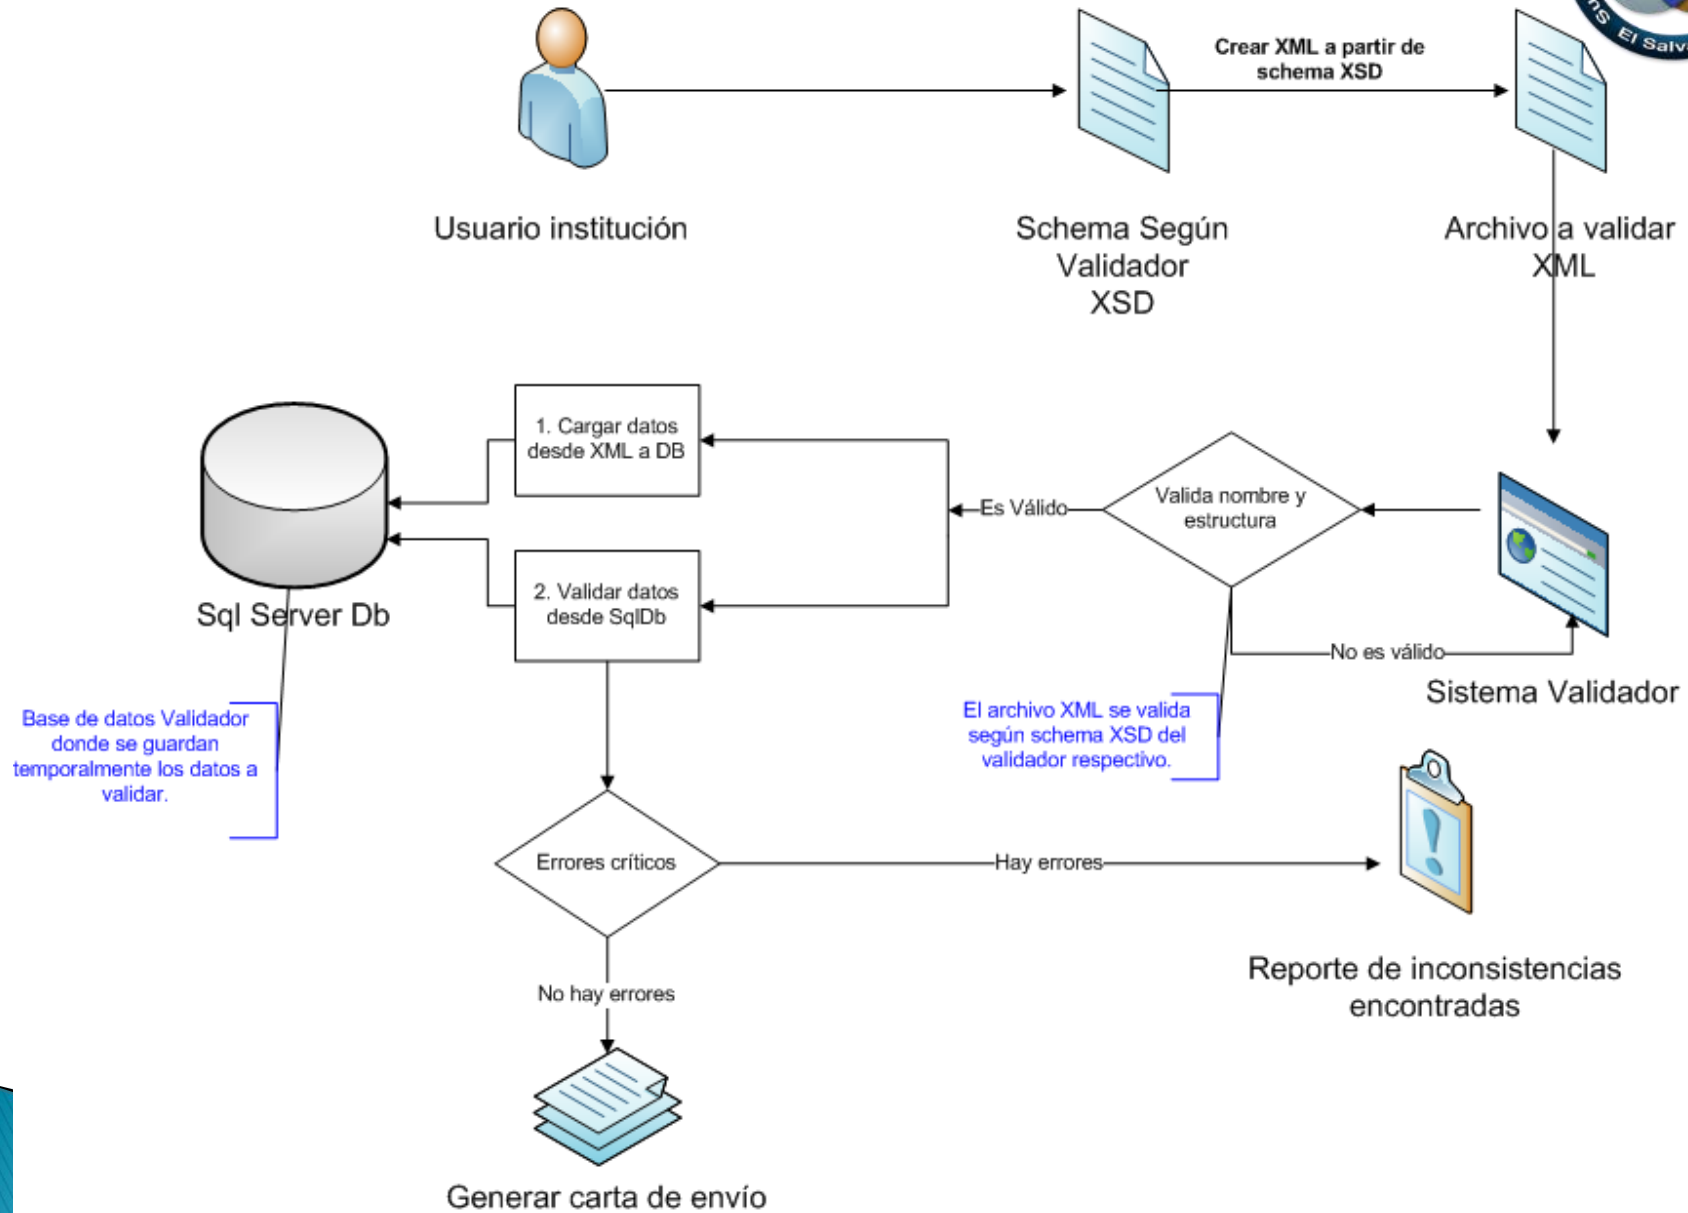 Crear XML a partir de
schema XSD
El Salv
Usuario institución
Schema Según
Validador
XSD
Archivo a validar
XML
1. Cargar datos
desde XML a DB
Es Válido
Valida nombre y
estructura
2. Validar datos
desde SqlDb
Sql Server Db
No es válido
Sistema Validador
Base de datos Validador
donde se guardan
temporalmente los datos a
validar.
El archivo XML se valida
según schema XSD del
validador respectivo.
Errores críticos
Hay errores
Reporte de inconsistencias
encontradas
No hay errores
Generar carta de envío